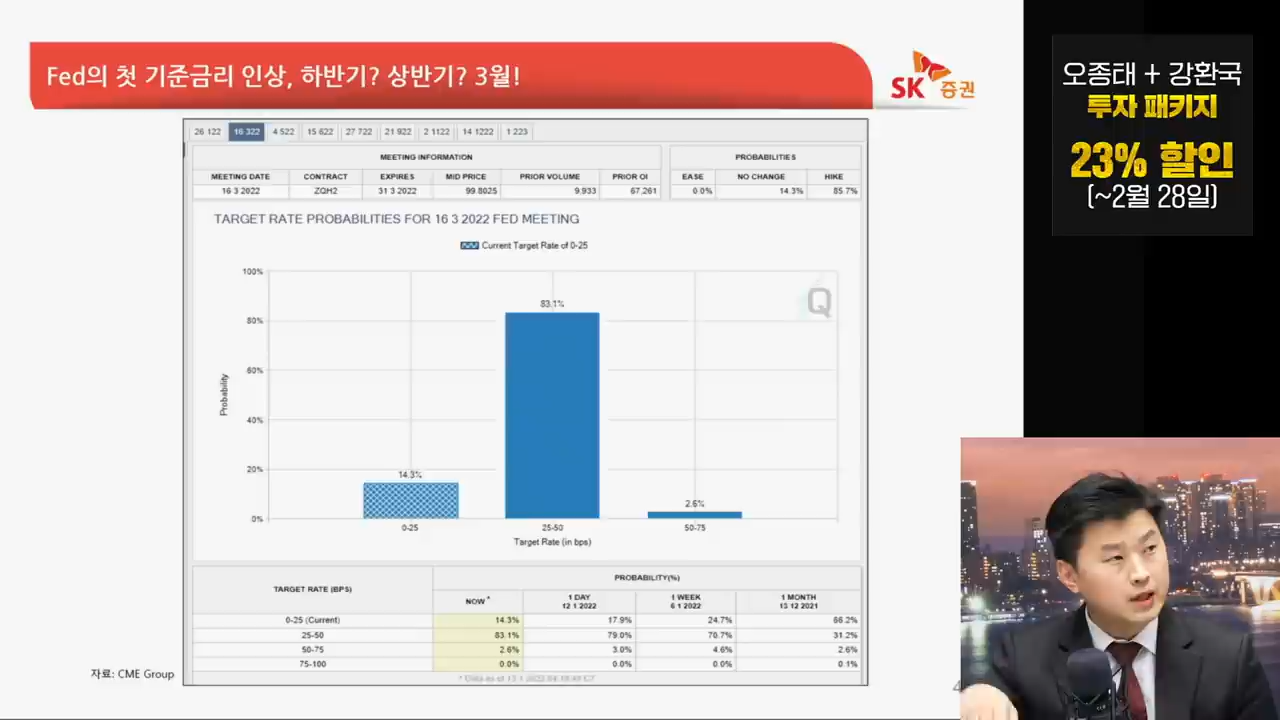 Fed의 첫 기준금리 인상, 하반기? 상반기? 3월!
SK 증권
오종태 + 강환국
투자 패키지
23% 할인
(~2월 28일)
26 122 16 322 4 522 15 622 27 722 21 922 2 1122 14 1222 1 223
MEETING INFORMATION
MEETING DATE CONTRACT EXPIRES MID PRICE PRIOR VOLUME PRIOR OI
16 3 2022 ZQH2 31 3 2022 99.8025 9,933 67,261
PROBABILITIES
EASE NO CHANGE HIKE
0.0% 14.3% 85.7%
TARGET RATE PROBABILITIES FOR 16 3 2022 FED MEETING
Current Target Rate of 0-25
Q
Probability
100%
80%
60%
40%
20%
0%
14.3%
83.1%
2.6%
0-25 25-50 50-75
Target Rate (in bps)
TARGET RATE (BPS) PROBABILITY(%)
NOW * 1 DAY 12 1 2022 1 WEEK 6 1 2022 1 MONTH 13 12 2021
0-25 (Current) 14.3% 17.9% 24.7% 66.2%
25-50 83.1% 79.0% 70.7% 31.2%
50-75 2.6% 3.0% 4.6% 2.6%
75-100 0.0% 0.0% 0.0% 0.1%
자료: CME Group